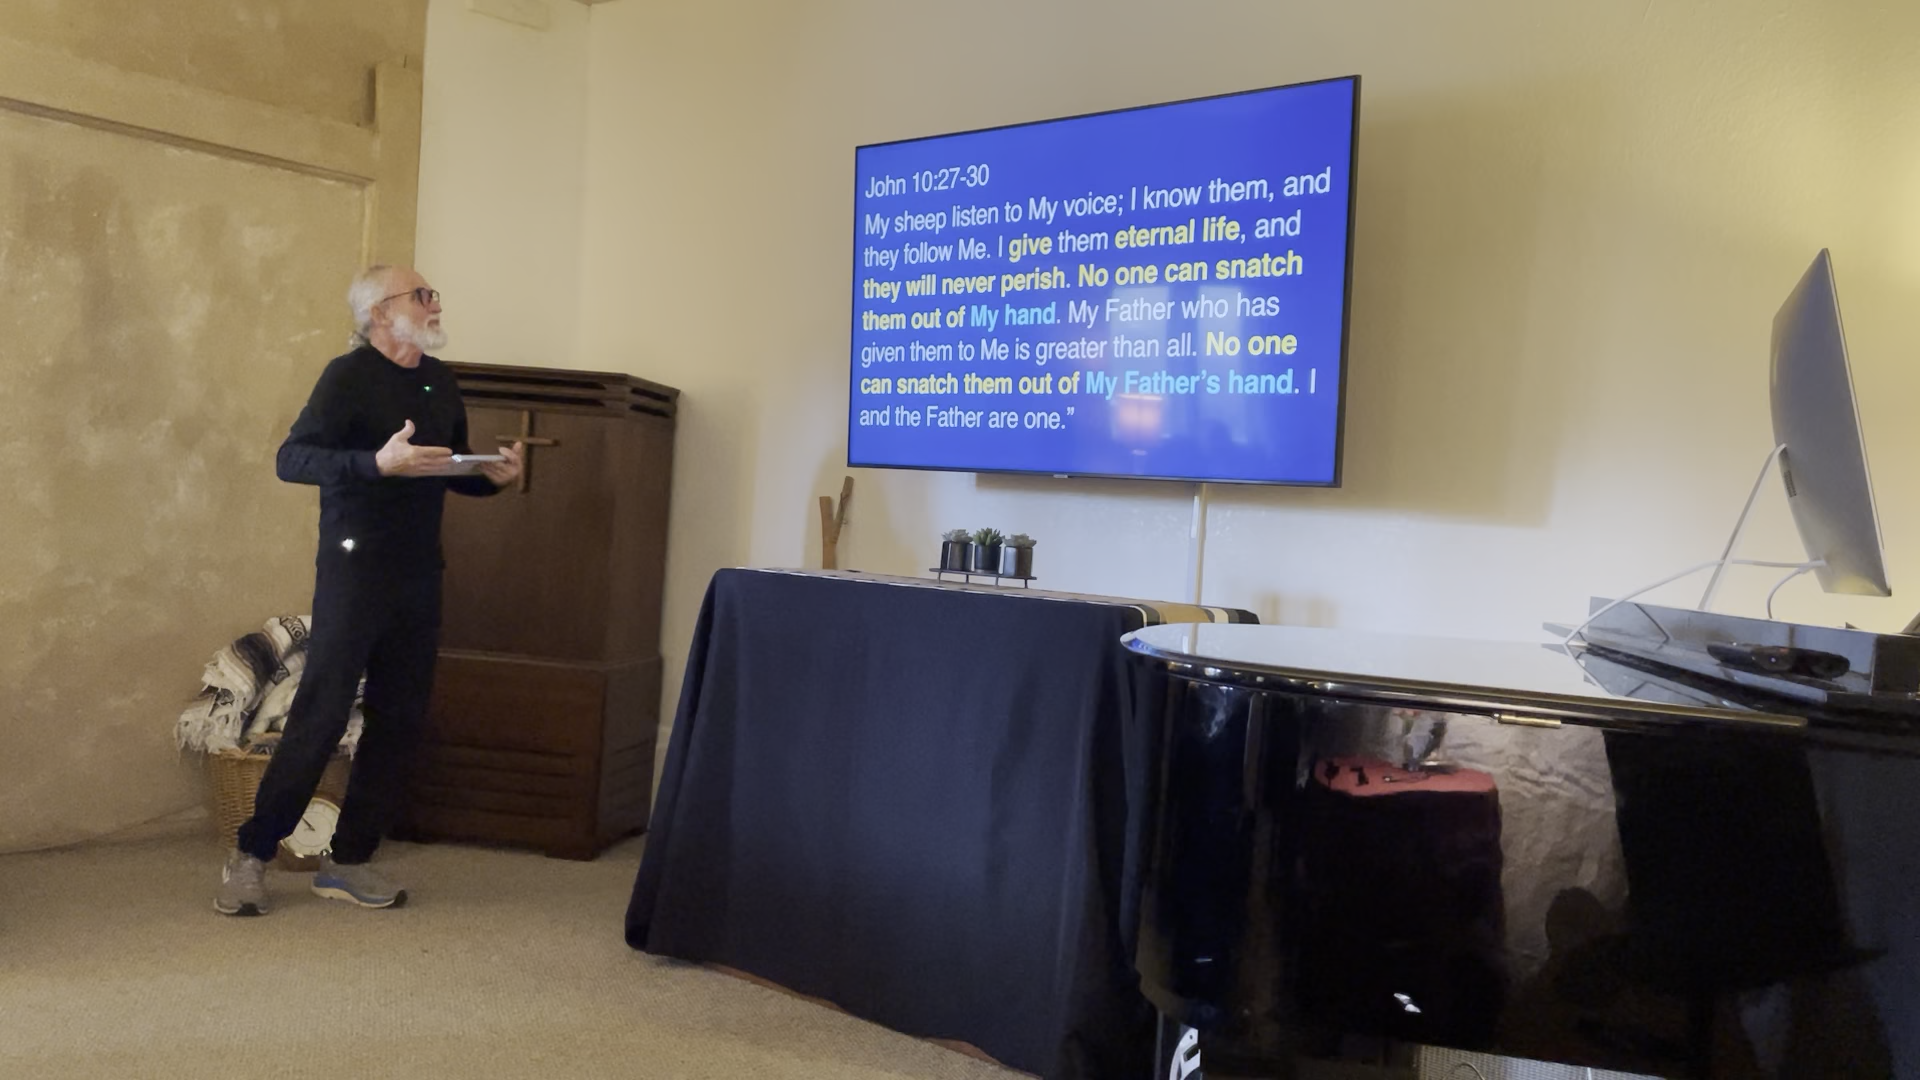 John 10:27-30
My sheep listen to My voice; I know them, and
they follow Me. I give them eternal life, and
they will never perish. No one can snatch
them out of My hand. My Father who has
given them to Me is greater than all. No one
can snatch them out of My Father’s hand. I
and the Father are one.”